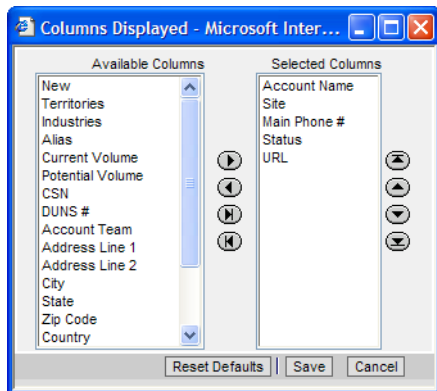 Columns Displayed - Microsoft Inter...
Available Columns
New
Territories
Industries
Alias
Current Volume
Potential Volume
CSN
DUNS #
Account Team
Address Line 1
Address Line 2
City
State
Zip Code
Country
Selected Columns
Account Name
Site
Main Phone #
Status
URL
Reset Defaults | Save Cancel